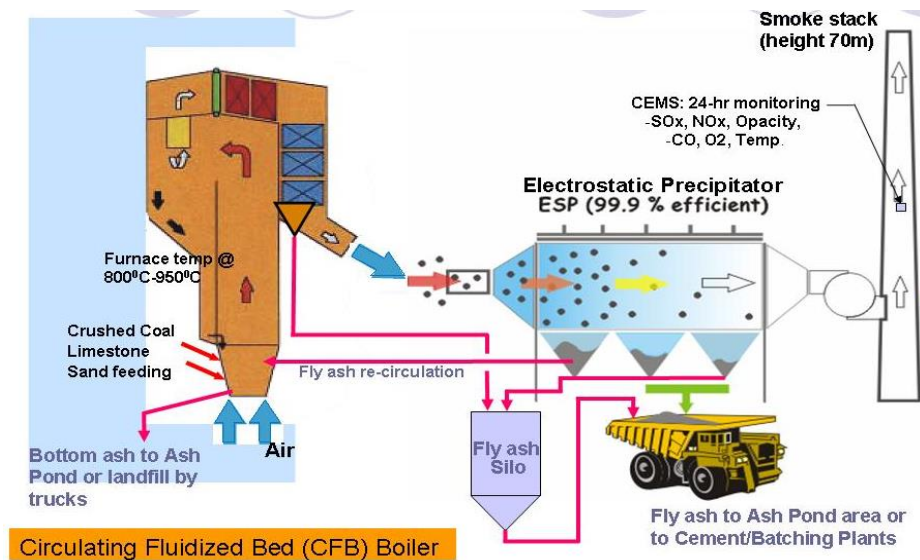 Smoke stack
(height 70m)
CEMS: 24-hr monitoring
-SOx, NOx, Opacity,
-CO, O2, Temp.
Electrostatic Precipitator
ESP (99.9 % efficient)
Furnace temp @
800⁰C-950⁰C
Crushed Coal
Limestone
Sand feeding
Fly ash re-circulation
Air
Bottom ash to Ash
Pond or landfill by
trucks
Fly ash
Silo
Fly ash to Ash Pond area or
to Cement/Batching Plants
Circulating Fluidized Bed (CFB) Boiler